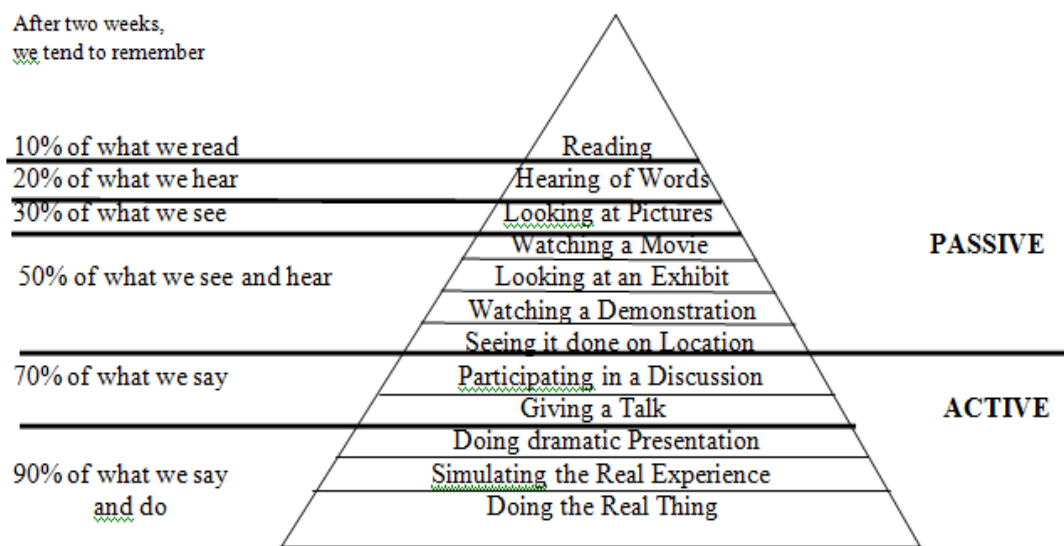 After two weeks,
we tend to remember
10% of what we read
Reading
20% of what we hear
Hearing of Words
30% of what we see
Looking at Pictures
Watching a Movie
PASSIVE
50% of what we see and hear
Looking at an Exhibit
Watching a Demonstration
Seeing it done on Location
70% of what we say
Participating in a Discussion
Giving a Talk
ACTIVE
Doing dramatic Presentation
90% of what we say
and do
Simulating the Real Experience
Doing the Real Thing